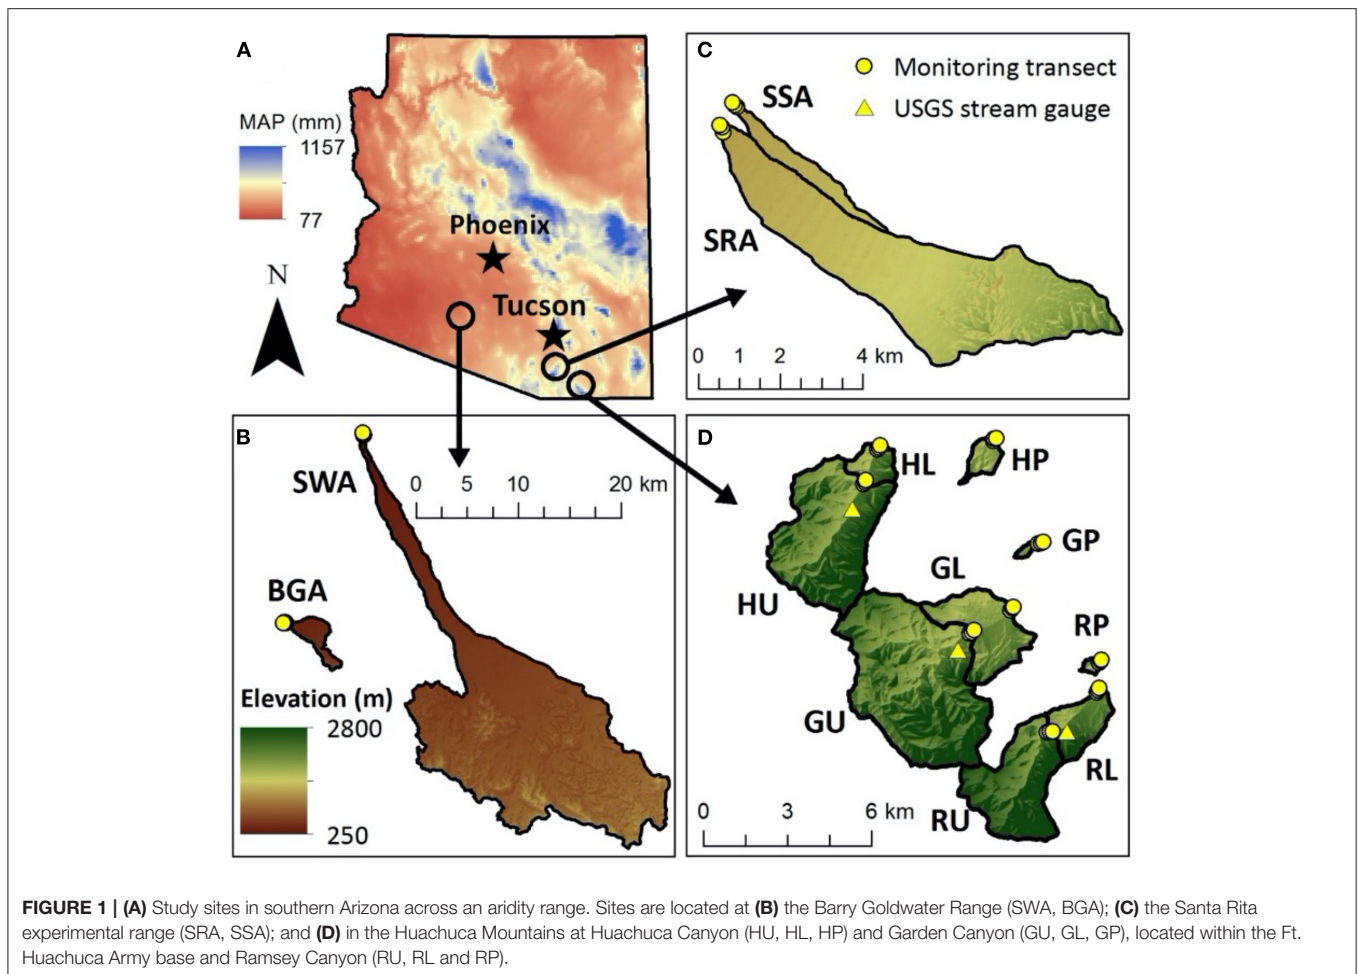 A
MAP (mm)
1157
77
N
Phoenix
Tucson
C
Monitoring transect
USGS stream gauge
SSA
SRA
0 1 2 4 km
B
SWA
0 5 10 20 km
BGA
Elevation (m)
2800
250
D
HL
HP
GP
GL
HU
RP
GU
RL
RU
0 3 6 km
FIGURE 1 | (A) Study sites in southern Arizona across an aridity range. Sites are located at (B) the Barry Goldwater Range (SWA, BGA); (C) the Santa Rita
experimental range (SRA, SSA); and (D) in the Huachuca Mountains at Huachuca Canyon (HU, HL, HP) and Garden Canyon (GU, GL, GP), located within the Ft.
Huachuca Army base and Ramsey Canyon (RU, RL and RP).